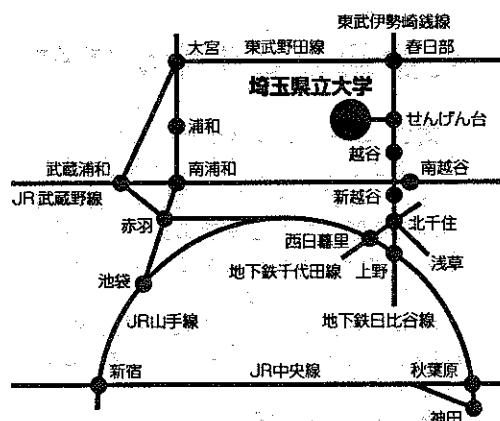 東武伊勢崎銭線
大宮
東武野田線
春日部
埼玉県立大学
せんげん台
浦和
越谷
武蔵浦和
南浦和
南越谷
JR武蔵野線
新越谷
赤羽
北千住
西日暮里
浅草
池袋
地下鉄千代田線
上野
JR山手線
地下鉄日比谷線
新宿
JR中央線
秋葉原
神田